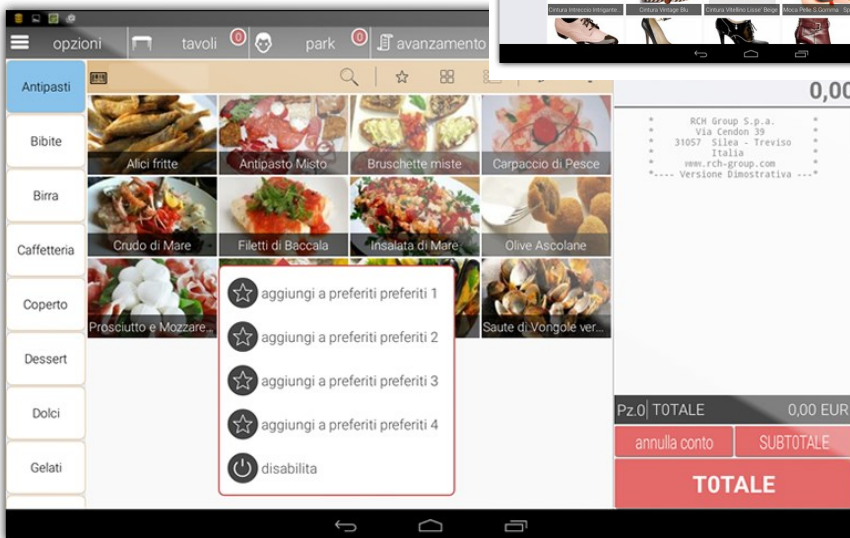 Cintura Intreccio Intrigante...
Cintura Vintage Blu
Cintura Vitellino Lisse' Beige
Moca Pelle S.Gomma
opzioni
tavoli
0
park
0
avanzamento
0,00
Antipasti
Bibite
Birra
Caffetteria
Coperto
Dessert
Dolci
Gelati
Alici fritte
Antipasto Misto
Bruschette miste
Carpaccio di Pesce
Crudo di Mare
Filetti di Baccala
Insalata di Mare
Olive Ascolane
Prosciutto e Mozzare...
Saute di Vongole ver...
aggiungi a preferiti preferiti 1
aggiungi a preferiti preferiti 2
aggiungi a preferiti preferiti 3
aggiungi a preferiti preferiti 4
disabilita
* RCH Group S.p.a. *
* Via Cendon 39 *
* 31057 Silea - Treviso *
* Italia *
* www.rch-group.com *
*---- Versione Dimostrativa ---*
Pz.0 TOTALE 0,00 EUR
annulla conto
SUBTOTALE
TOTALE